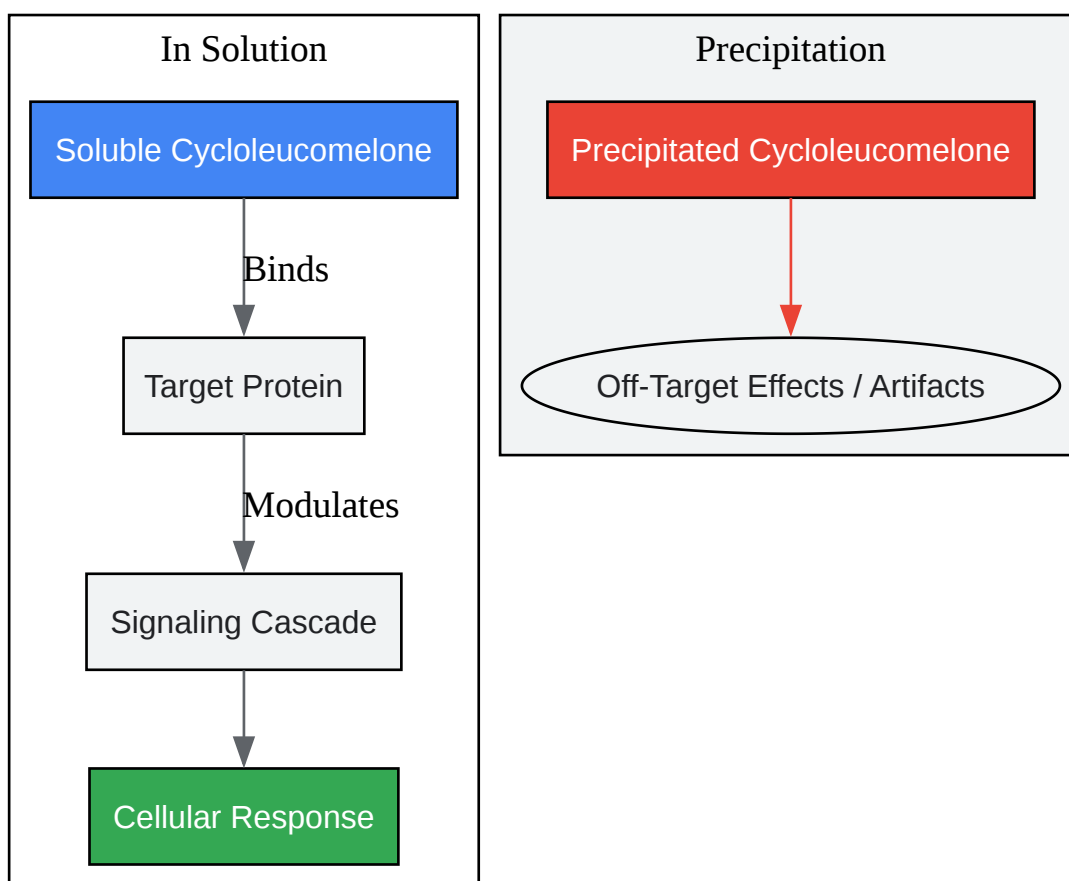 In Solution
Soluble Cycloleucomelone
Binds
Target Protein
Modulates
Signaling Cascade
Cellular Response
Precipitation
Precipitated Cycloleucomelone
Off-Target Effects / Artifacts